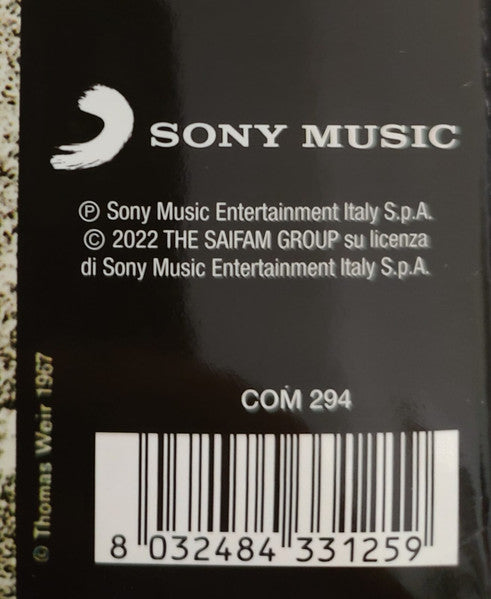 SONY MUSIC
℗ Sony Music Entertainment Italy S.p.A.
© 2022 THE SAIFAM GROUP su licenza
di Sony Music Entertainment Italy S.p.A.
© Thomas Weir 1967
COM 294
8 032484 331259